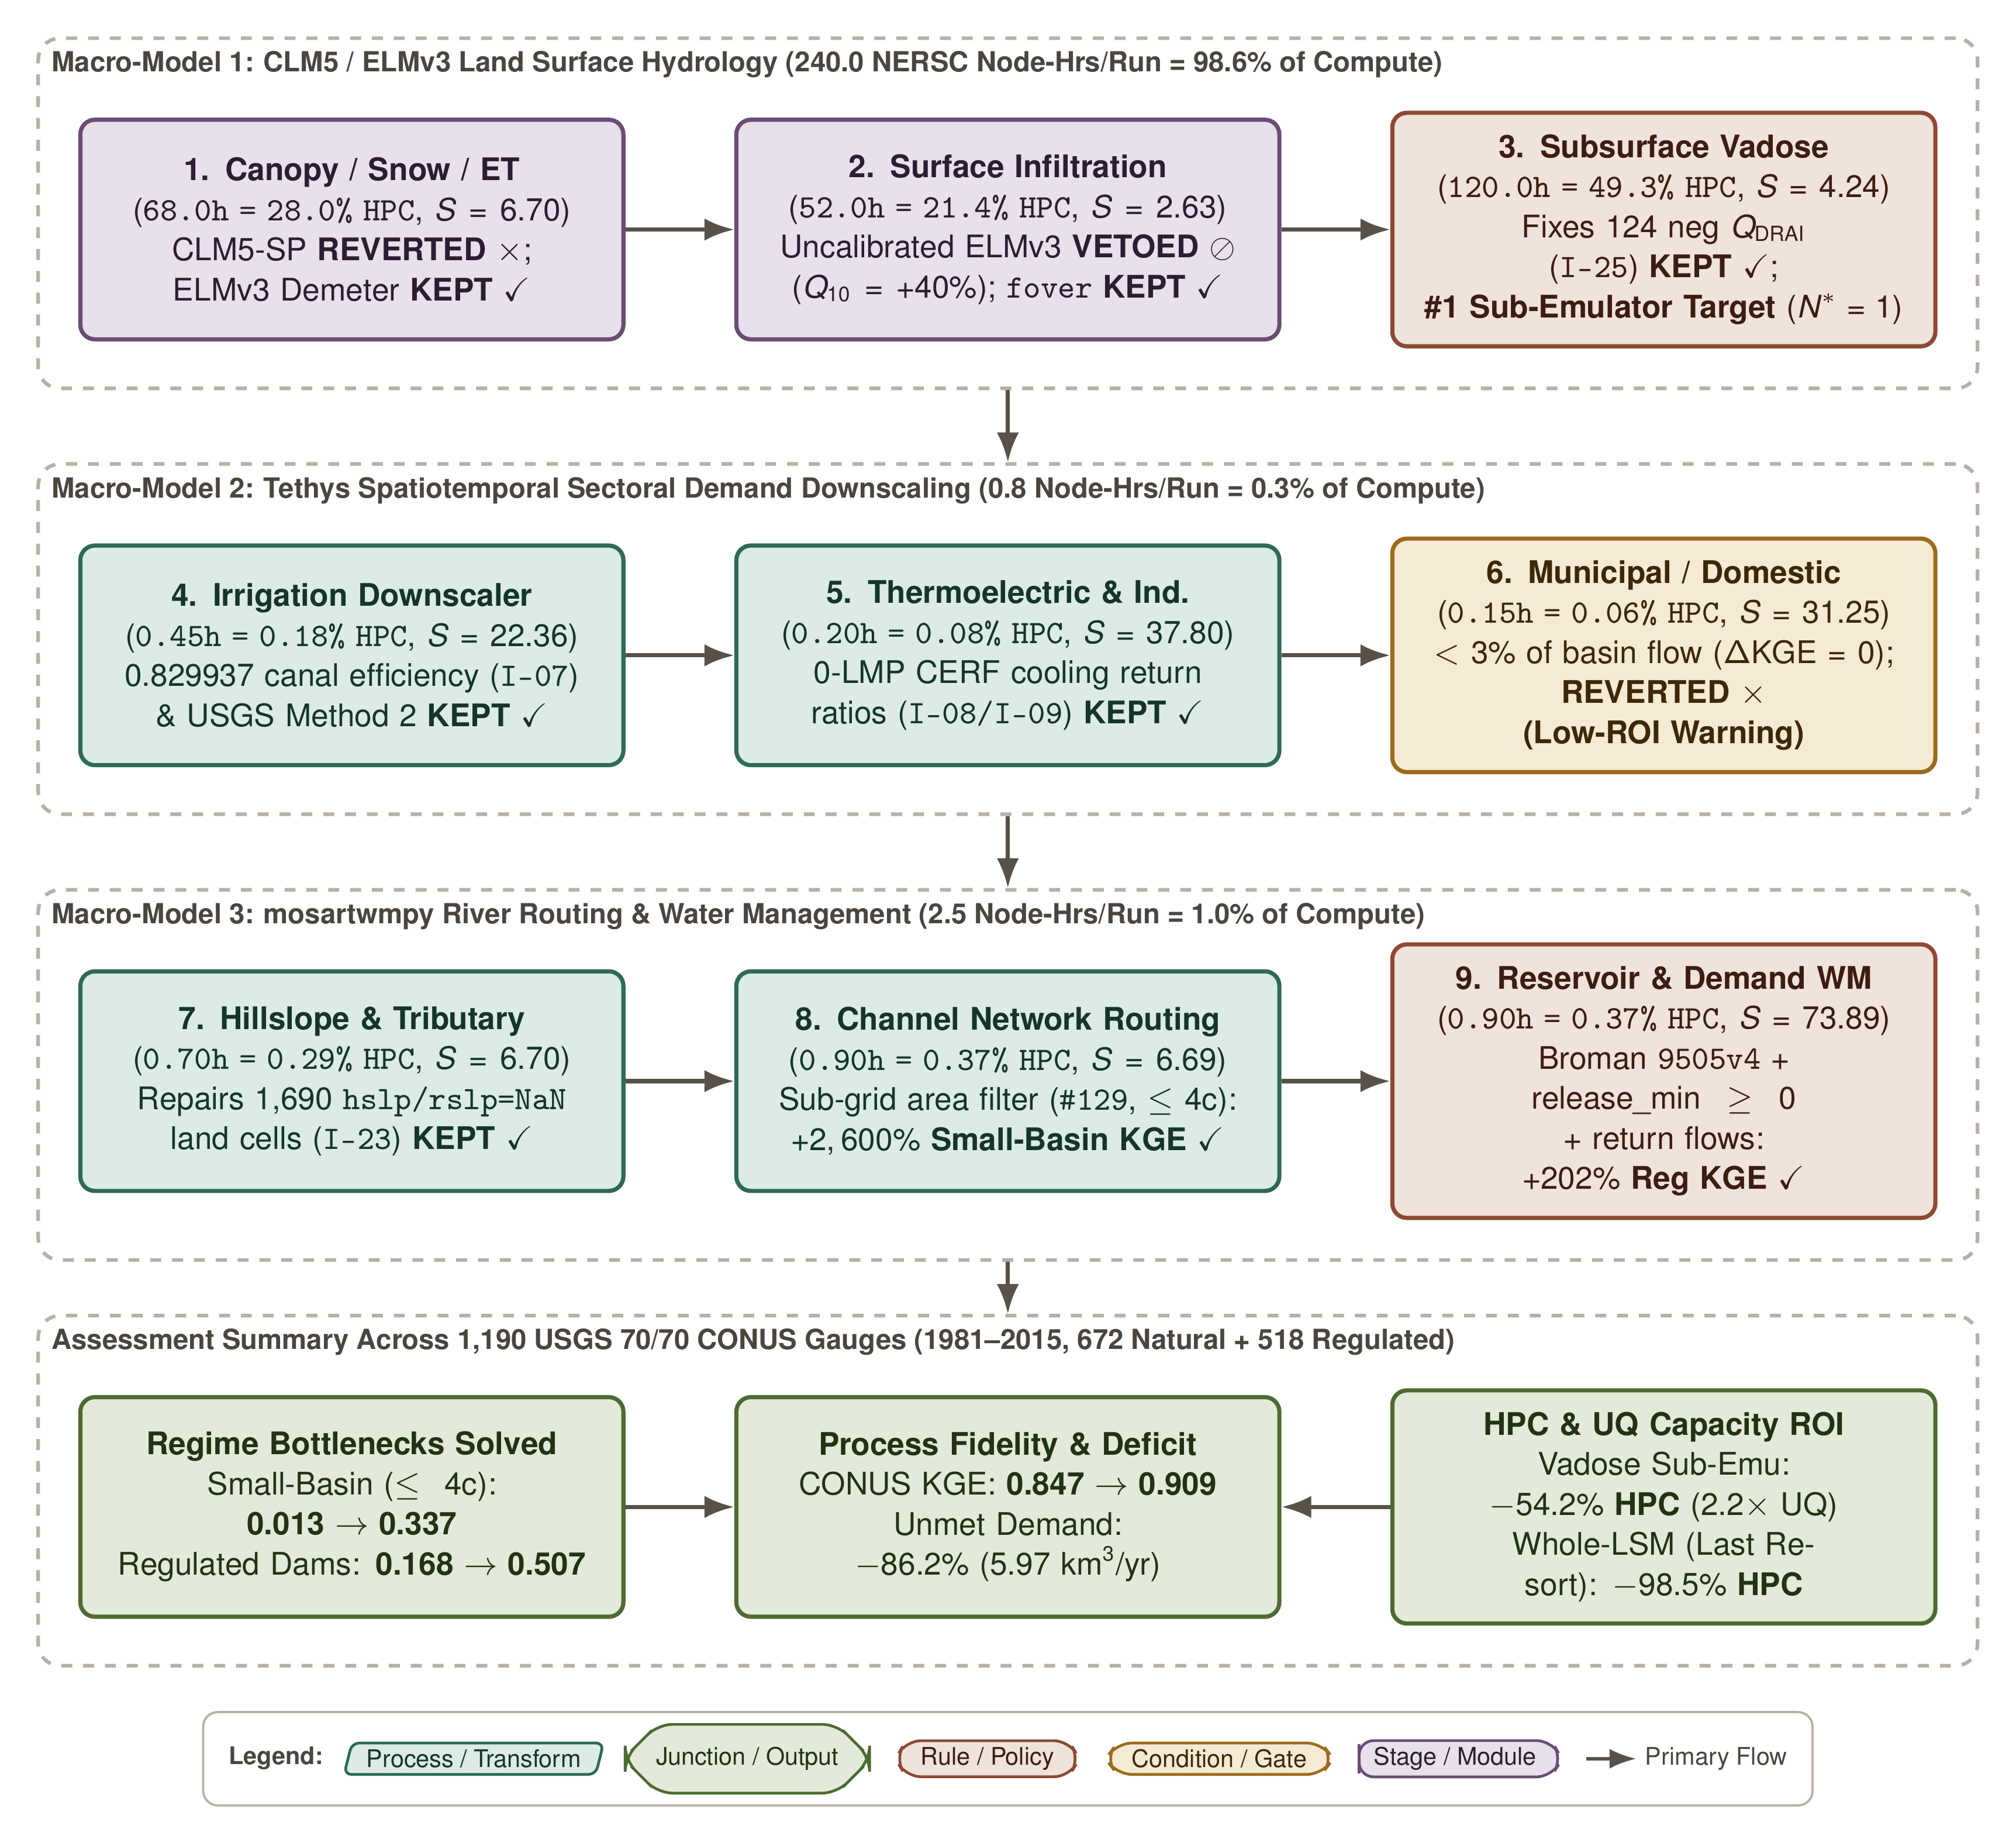 Macro-Model 1: CLM5 / ELMv3 Land Surface Hydrology (240.0 NERSC Node-Hrs/Run = 98.6% of Compute)
1. Canopy / Snow / ET
(68.0h = 28.0% HPC, S = 6.70)
CLM5-SP REVERTED ×;
ELMv3 Demeter KEPT ✓
2. Surface Infiltration
(52.0h = 21.4% HPC, S = 2.63)
Uncalibrated ELMv3 VETOED ⊘
(Q₁₀ = +40%); fover KEPT ✓
3. Subsurface Vadose
(120.0h = 49.3% HPC, S = 4.24)
Fixes 124 neg Q_DRAI
(I-25) KEPT ✓;
#1 Sub-Emulator Target (N* = 1)
Macro-Model 2: Tethys Spatiotemporal Sectoral Demand Downscaling (0.8 Node-Hrs/Run = 0.3% of Compute)
4. Irrigation Downscaler
(0.45h = 0.18% HPC, S = 22.36)
0.829937 canal efficiency (I-07)
& USGS Method 2 KEPT ✓
5. Thermoelectric & Ind.
(0.20h = 0.08% HPC, S = 37.80)
0-LMP CERF cooling return
ratios (I-08/I-09) KEPT ✓
6. Municipal / Domestic
(0.15h = 0.06% HPC, S = 31.25)
< 3% of basin flow (ΔKGE = 0);
REVERTED ×
(Low-ROI Warning)
Macro-Model 3: mosartwmpy River Routing & Water Management (2.5 Node-Hrs/Run = 1.0% of Compute)
7. Hillslope & Tributary
(0.70h = 0.29% HPC, S = 6.70)
Repairs 1,690 hslp/rslp=NaN
land cells (I-23) KEPT ✓
8. Channel Network Routing
(0.90h = 0.37% HPC, S = 6.69)
Sub-grid area filter (#129, ≤ 4c):
+2,600% Small-Basin KGE ✓
9. Reservoir & Demand WM
(0.90h = 0.37% HPC, S = 73.89)
Broman 9505v4 +
release_min ≥ 0
+ return flows:
+202% Reg KGE ✓
Assessment Summary Across 1,190 USGS 70/70 CONUS Gauges (1981–2015, 672 Natural + 518 Regulated)
Regime Bottlenecks Solved
Small-Basin (≤ 4c):
0.013 → 0.337
Regulated Dams: 0.168 → 0.507
Process Fidelity & Deficit
CONUS KGE: 0.847 → 0.909
Unmet Demand:
−86.2% (5.97 km³/yr)
HPC & UQ Capacity ROI
Vadose Sub-Emu:
−54.2% HPC (2.2× UQ)
Whole-LSM (Last Re-
sort): −98.5% HPC
Legend: Process / Transform Junction / Output Rule / Policy Condition / Gate Stage / Module Primary Flow